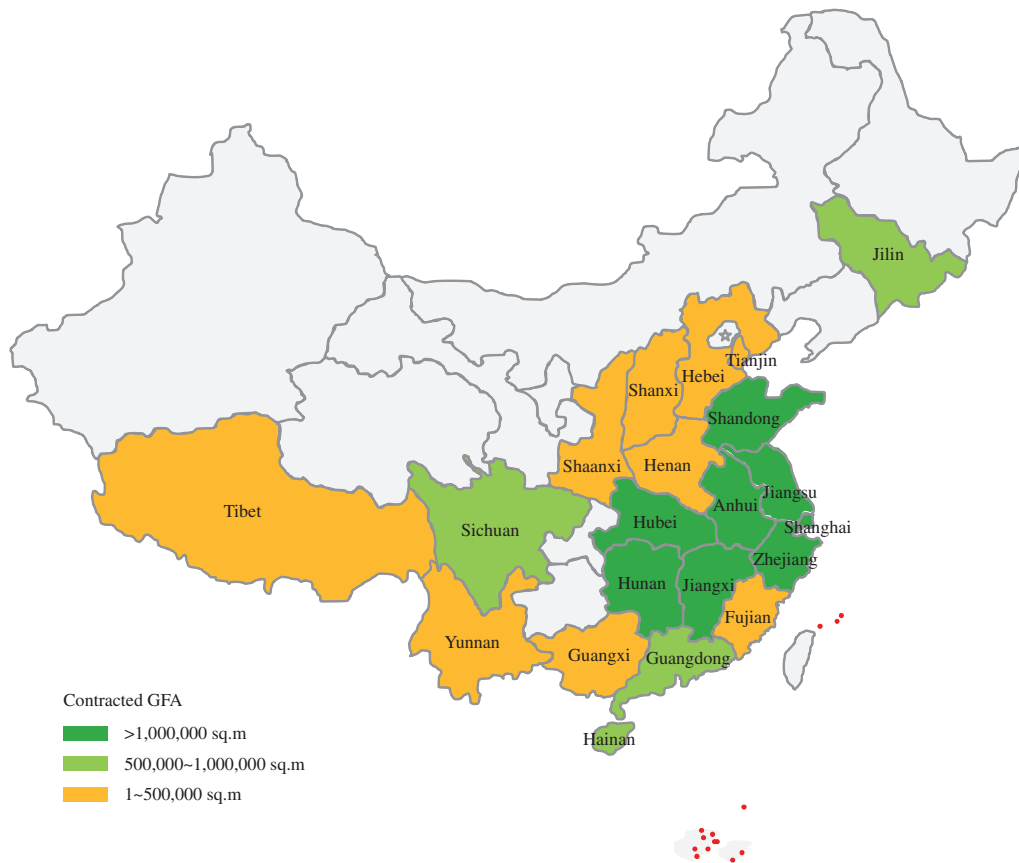 Jilin
Tianjin
Hebei
Shanxi
Shandong
Shaanxi
Henan
Jiangsu
Anhui
Tibet
Hubei
Shanghai
Sichuan
Zhejiang
Hunan
Jiangxi
Fujian
Yunnan
Guangxi
Guangdong
Hainan
Contracted GFA
>1,000,000 sq.m
500,000~1,000,000 sq.m
1~500,000 sq.m